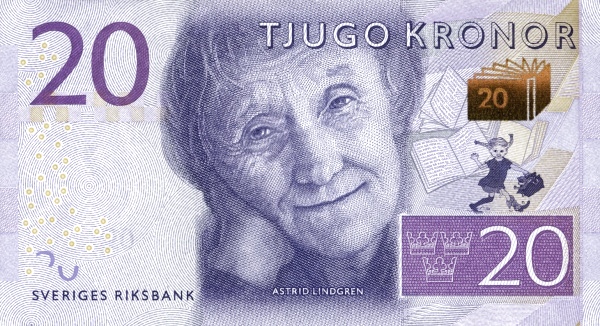 20
TJUGO KRONOR
20
20
SVERIGES RIKSBANK
ASTRID LINDGREN